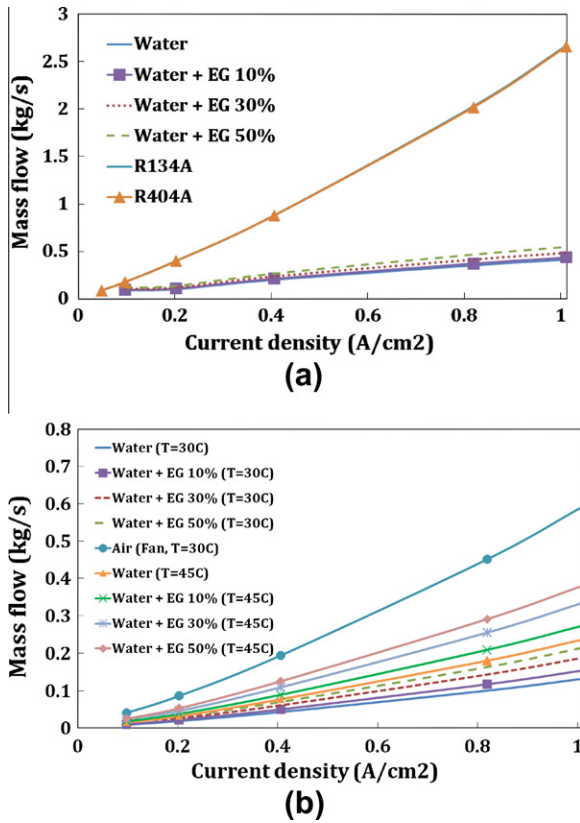 3
2.5
2
1.5
1
0.5
0
Mass flow (kg/s)
Water
Water + EG 10%
Water + EG 30%
Water + EG 50%
R134A
R404A
0 0.2 0.4 0.6 0.8 1
Current density (A/cm2)
(a)
0.8
0.7
0.6
0.5
0.4
0.3
0.2
0.1
0
Mass flow (kg/s)
Water (T=30C)
Water + EG 10% (T=30C)
Water + EG 30% (T=30C)
Water + EG 50% (T=30C)
Air (Fan, T=30C)
Water (T=45C)
Water + EG 10% (T=45C)
Water + EG 30% (T=45C)
Water + EG 50% (T=45C)
0 0.2 0.4 0.6 0.8 1
Current density (A/cm2)
(b)